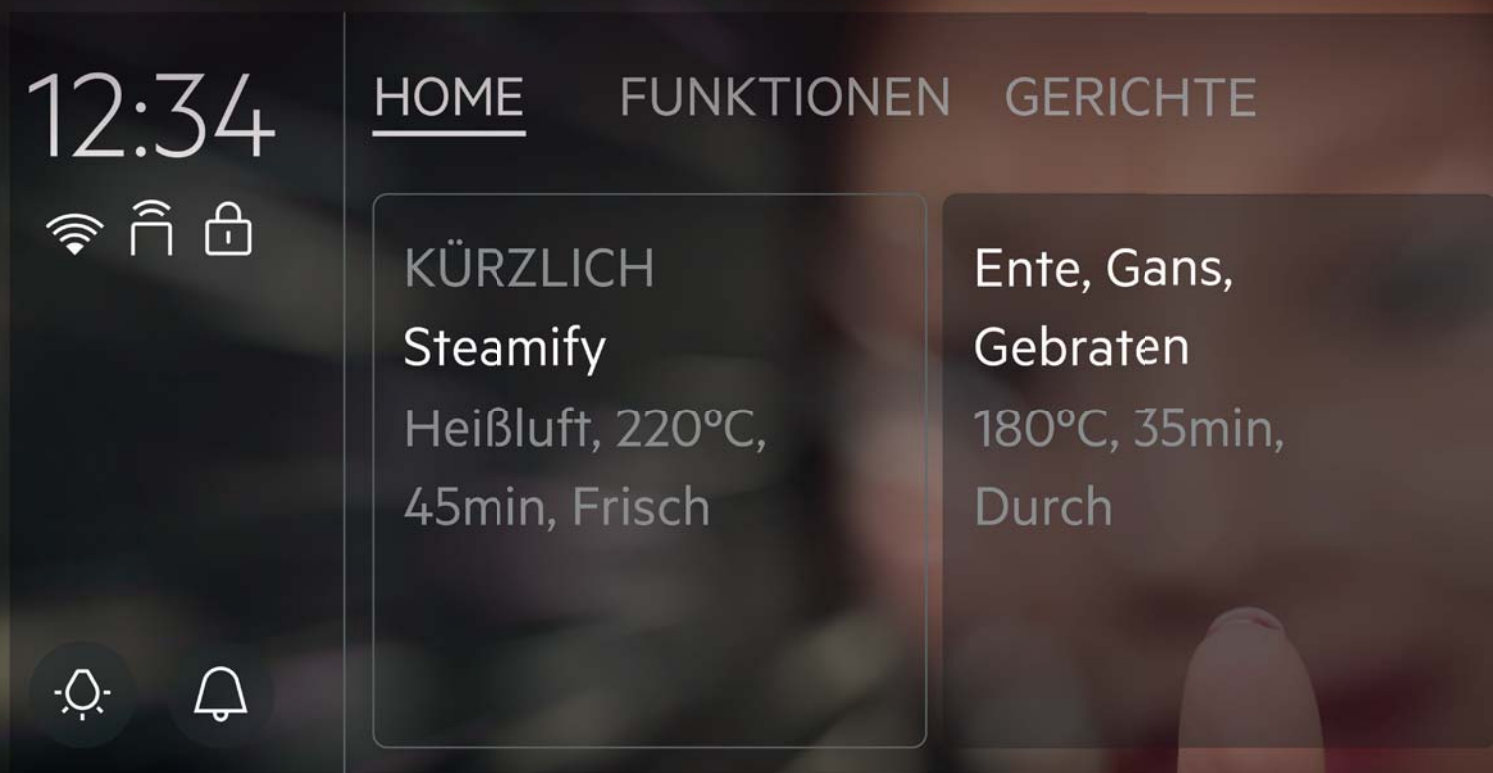 12:34
HOME FUNKTIONEN GERICHTE
KÜRZLICH
Steamify
Heißluft, 220°C,
45min, Frisch
Ente, Gans,
Gebraten
180°C, 35min,
Durch